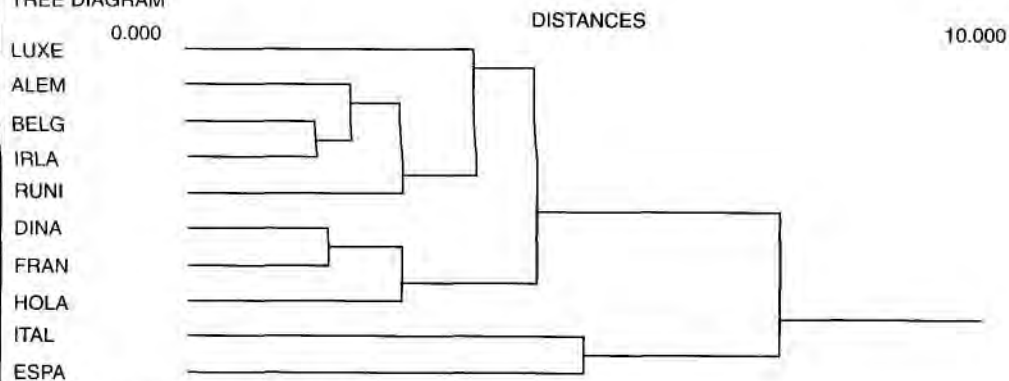 TREE DIAGRAM
DISTANCES
0.000 10.000
LUXE
ALEM
BELG
IRLA
RUNI
DINA
FRAN
HOLA
ITAL
ESPA